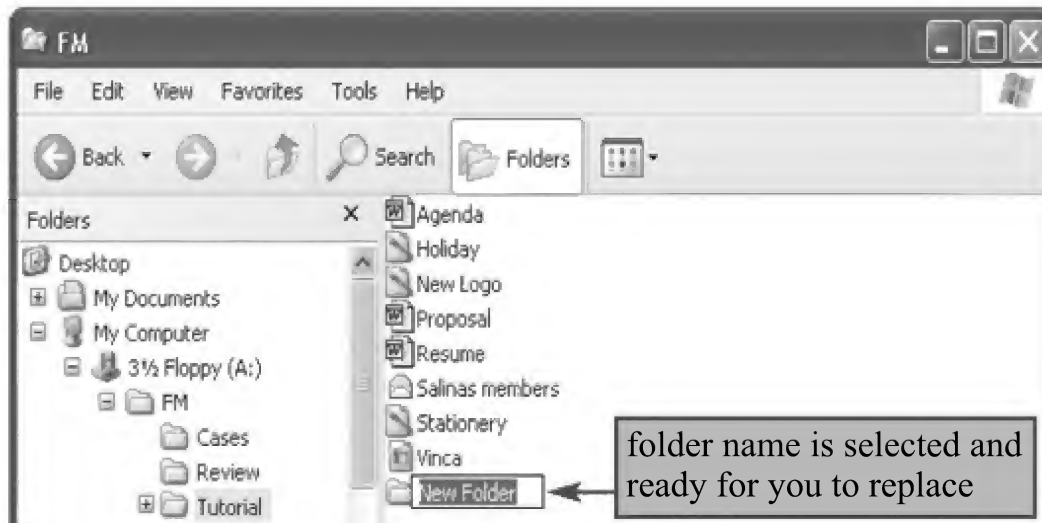 FM
File Edit View Favorites Tools Help
Back Search Folders
Folders
Desktop
My Documents
My Computer
3½ Floppy (A:)
FM
Cases
Review
Tutorial
Agenda
Holiday
New Logo
Proposal
Resume
Salinas members
Stationery
Vinca
New Folder
folder name is selected and
ready for you to replace